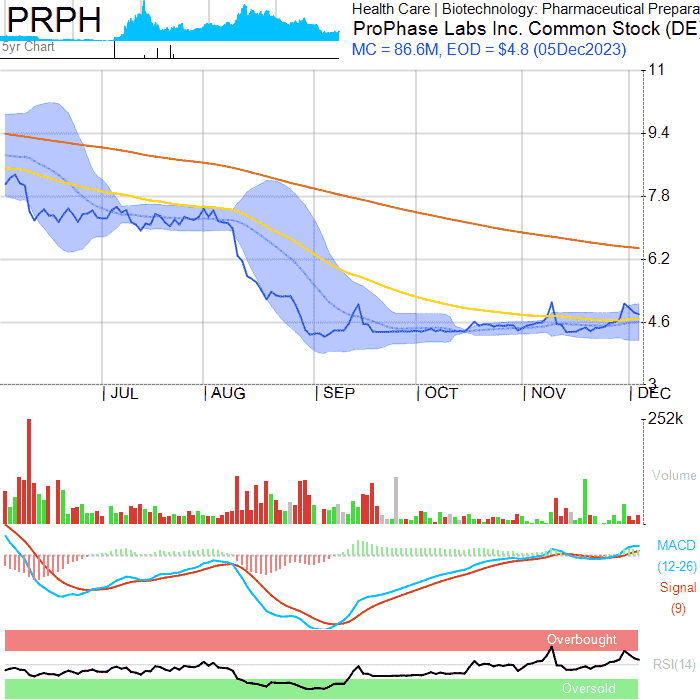 PRPH
5yr Chart
Health Care | Biotechnology: Pharmaceutical Prepara
ProPhase Labs Inc. Common Stock (DE
MC = 86.6M, EOD = $4.8 (05Dec2023)
11
9.4
7.8
6.2
4.6
3
JUL AUG SEP OCT NOV DEC
252k
Volume
MACD
(12-26)
Signal
(9)
Overbought
RSI(14)
Oversold